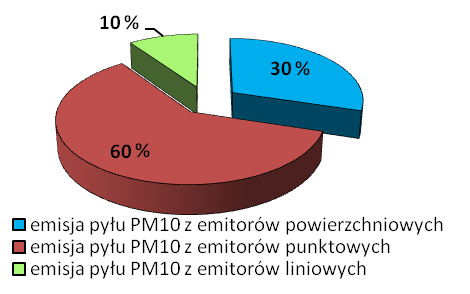 10 %
30 %
60 %
emisja pyłu PM10 z emitorów powierzchniowych
emisja pyłu PM10 z emitorów punktowych
emisja pyłu PM10 z emitorów liniowych